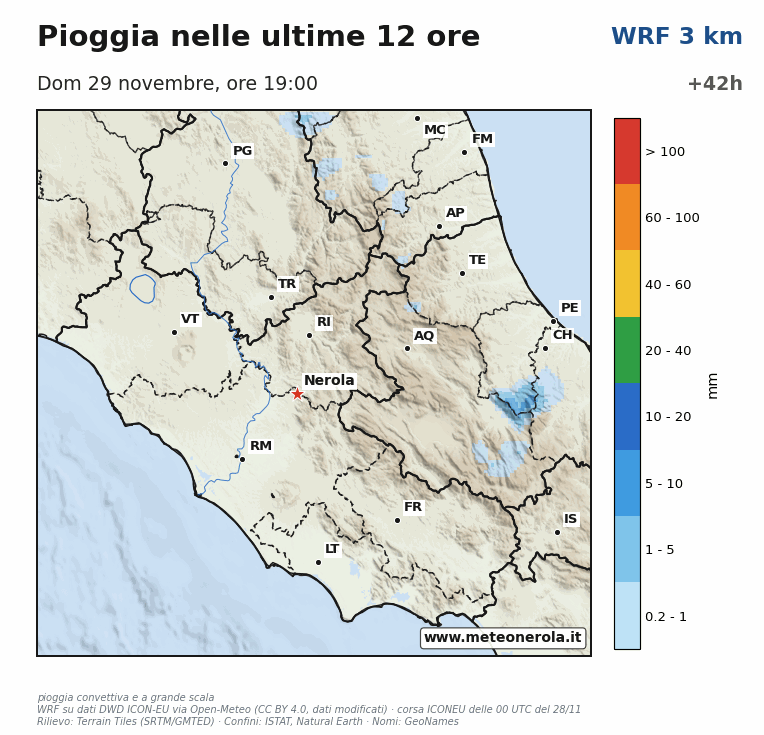 Pioggia nelle ultime 12 ore
WRF 3 km
Dom 29 novembre, ore 19:00
+42h
MC
FM
PG
AP
TE
TR
PE
VT
RI
AQ
CH
Nerola
RM
FR
IS
LT
www.meteonerola.it
> 100
60 - 100
40 - 60
20 - 40
10 - 20
5 - 10
1 - 5
0.2 - 1
mm
pioggia convettiva e a grande scala
WRF su dati DWD ICON-EU via Open-Meteo (CC BY 4.0, dati modificati) · corsa ICONEU delle 00 UTC del 28/11
Rilievo: Terrain Tiles (SRTM/GMTED) · Confini: ISTAT, Natural Earth · Nomi: GeoNames